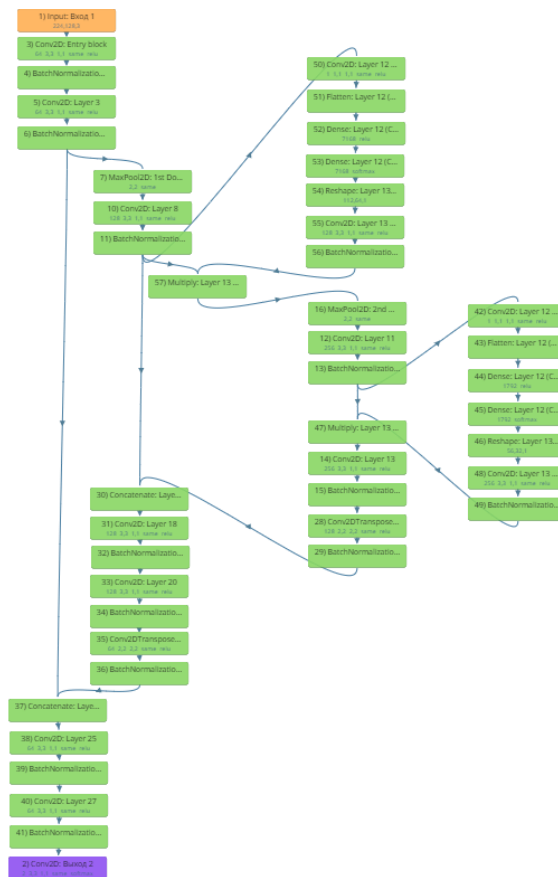 1) Input: Вход 1
224,128,3
3) Conv2D: Entry block
64 3,3 1,1 same relu
4) BatchNormalizatio...
5) Conv2D: Layer 3
64 3,3 1,1 same relu
6) BatchNormalizatio...
7) MaxPool2D: 1st Do...
2,2 same
10) Conv2D: Layer 8
128 3,3 1,1 same relu
11) BatchNormalizatio...
50) Conv2D: Layer 12 ...
1 1,1 1,1 same relu
51) Flatten: Layer 12 (...
52) Dense: Layer 12 (C...
7168 relu
53) Dense: Layer 12 (C...
7168 softmax
54) Reshape: Layer 13...
112,64,1
55) Conv2D: Layer 13 ...
128 3,3 1,1 same relu
56) BatchNormalizatio...
57) Multiply: Layer 13 ...
16) MaxPool2D: 2nd ...
2,2 same
12) Conv2D: Layer 11
256 3,3 1,1 same relu
13) BatchNormalizatio...
42) Conv2D: Layer 12 ...
1 1,1 1,1 same relu
43) Flatten: Layer 12 (...
44) Dense: Layer 12 (C...
1792 relu
45) Dense: Layer 12 (C...
1792 softmax
46) Reshape: Layer 13...
56,32,1
48) Conv2D: Layer 13 ...
256 3,3 1,1 same relu
49) BatchNormalizatio...
47) Multiply: Layer 13 ...
14) Conv2D: Layer 13
256 3,3 1,1 same relu
15) BatchNormalizatio...
28) Conv2DTranspose...
128 2,2 2,2 same relu
29) BatchNormalizatio...
30) Concatenate: Laye...
31) Conv2D: Layer 18
128 3,3 1,1 same relu
32) BatchNormalizatio...
33) Conv2D: Layer 20
128 3,3 1,1 same relu
34) BatchNormalizatio...
35) Conv2DTranspose...
64 2,2 2,2 same relu
36) BatchNormalizatio...
37) Concatenate: Laye...
38) Conv2D: Layer 25
64 3,3 1,1 same relu
39) BatchNormalizatio...
40) Conv2D: Layer 27
64 3,3 1,1 same relu
41) BatchNormalizatio...
2) Conv2D: Выход 2